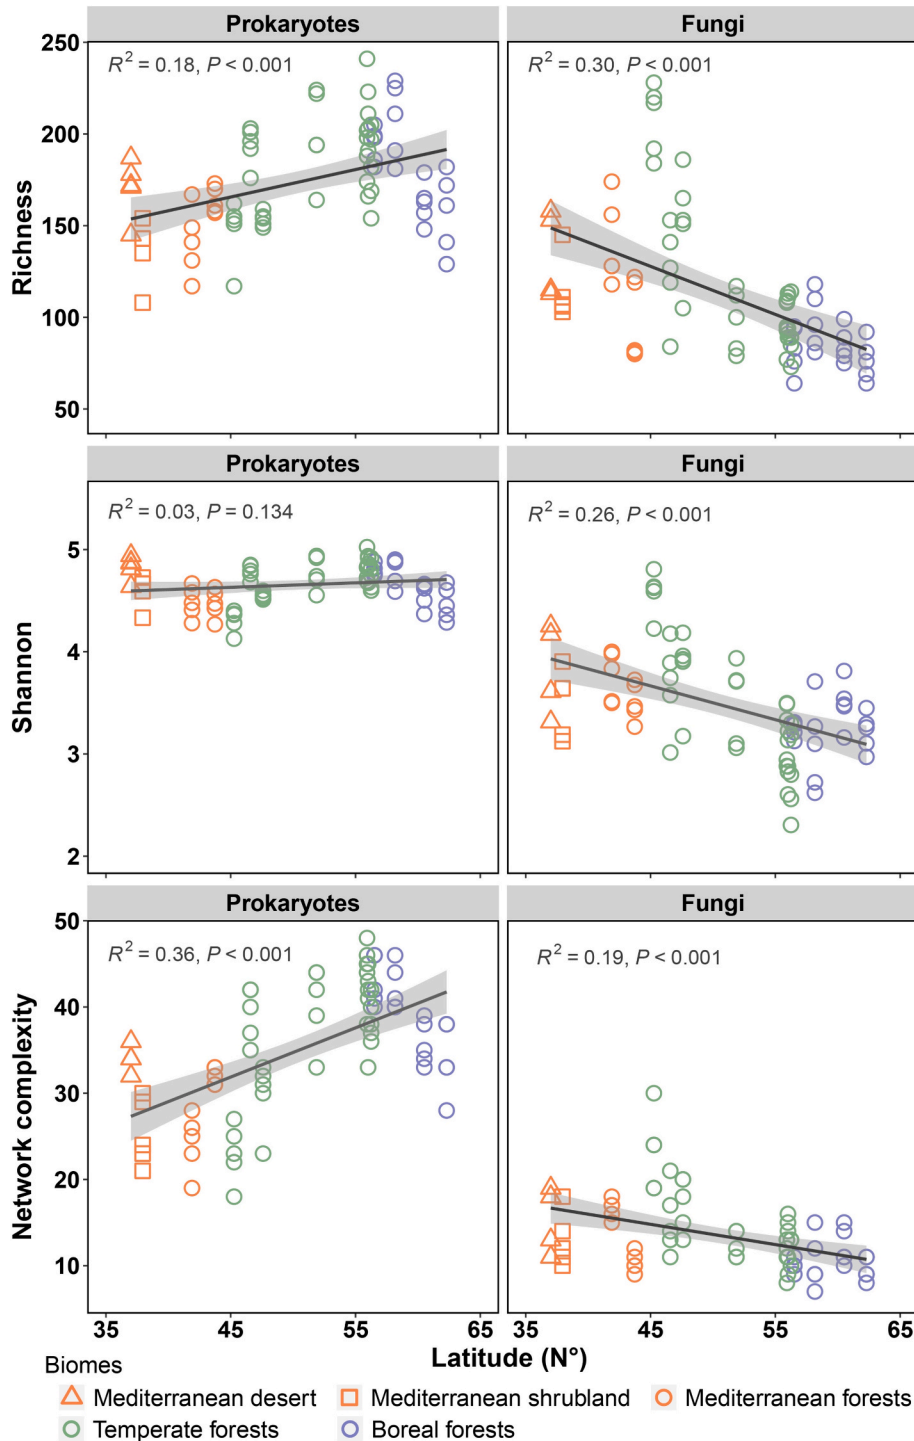 Prokaryotes Fungi
250
200
150
100
50
Richness
R² = 0.18, P < 0.001
R² = 0.30, P < 0.001
Prokaryotes Fungi
5
4
3
2
Shannon
R² = 0.03, P = 0.134
R² = 0.26, P < 0.001
Prokaryotes Fungi
50
40
30
20
10
Network complexity
R² = 0.36, P < 0.001
R² = 0.19, P < 0.001
35 45 55 65 35 45 55 65
Latitude (N°)
Biomes
Mediterranean desert Mediterranean shrubland Mediterranean forests
Temperate forests Boreal forests